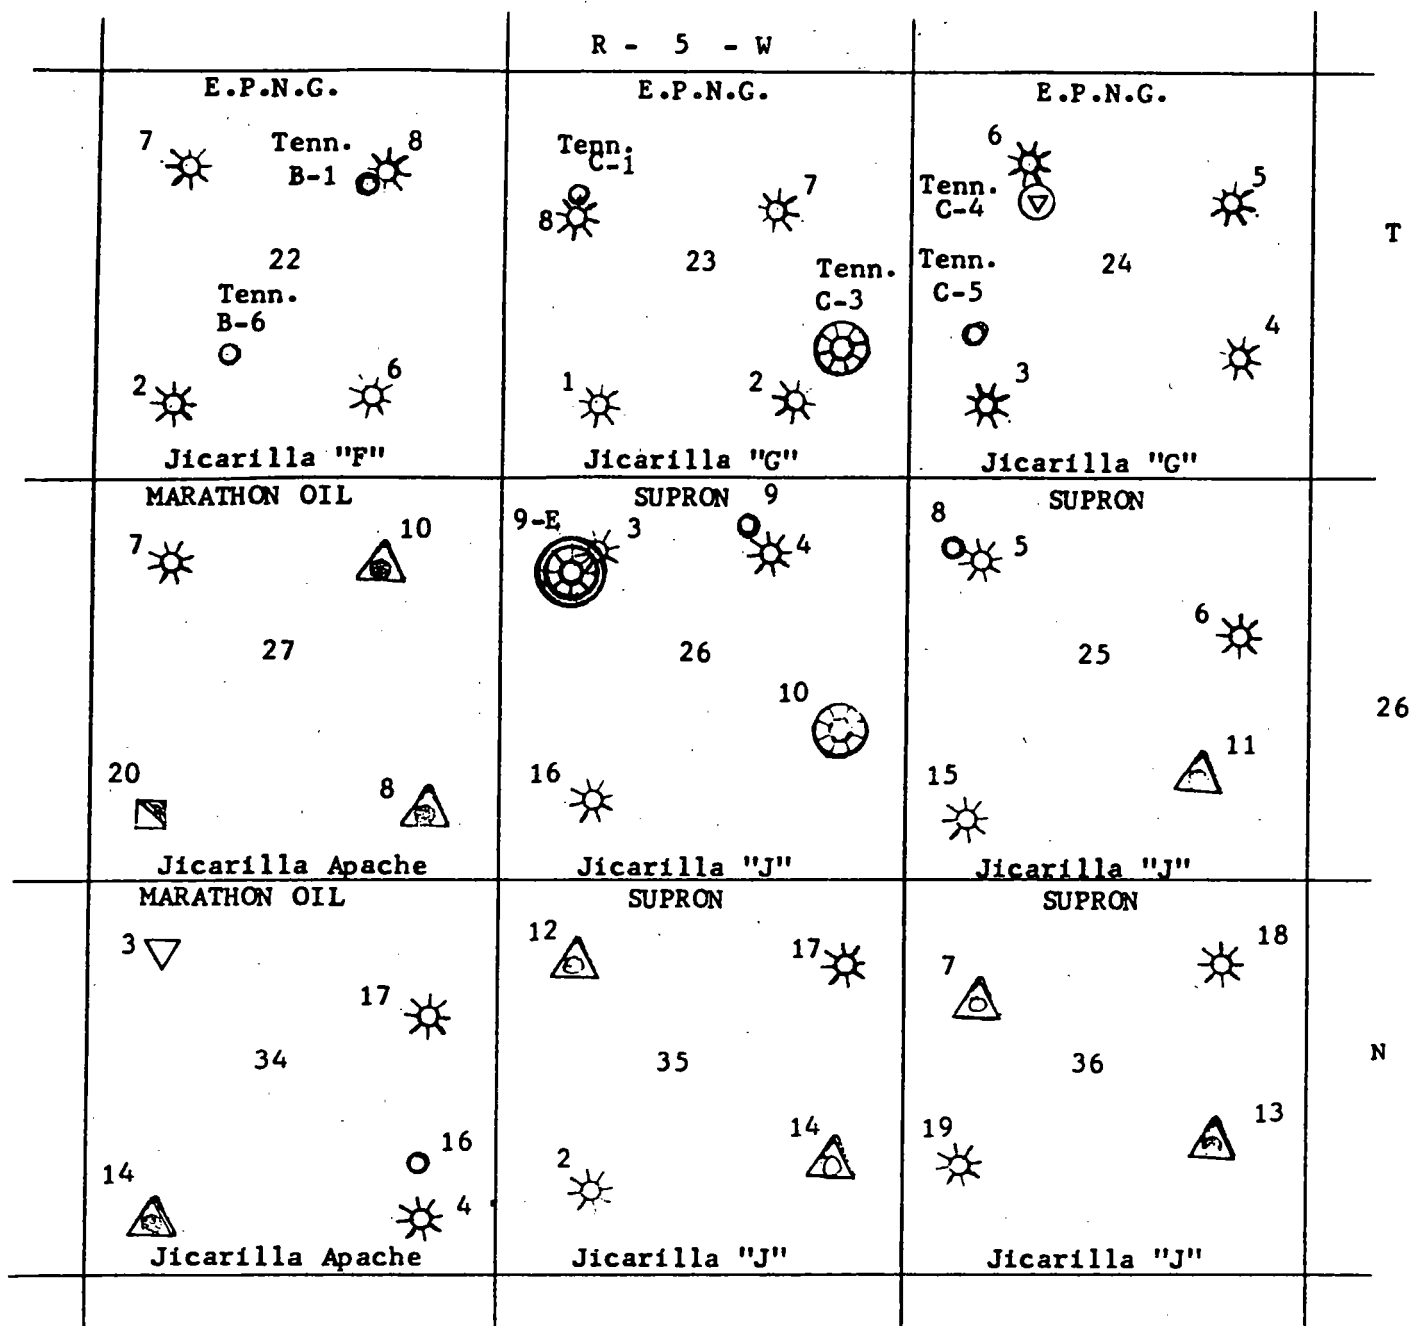 R - 5 - W
E.P.N.G.
E.P.N.G.
E.P.N.G.
7
Tenn.
B-1
8
22
Tenn.
B-6
2
6
Jicarilla "F"
Tenn.
C-1
8
7
23
Tenn.
C-3
1
2
Jicarilla "G"
6
Tenn.
C-4
5
Tenn.
C-5
24
4
3
Jicarilla "G"
T
MARATHON OIL
7
10
27
20
8
Jicarilla Apache
SUPRON
9
9-E
3
4
26
10
16
Jicarilla "J"
SUPRON
8
5
6
25
11
15
Jicarilla "J"
26
MARATHON OIL
3
17
34
16
14
4
Jicarilla Apache
SUPRON
12
17
35
14
2
Jicarilla "J"
SUPRON
18
7
36
13
19
Jicarilla "J"
N